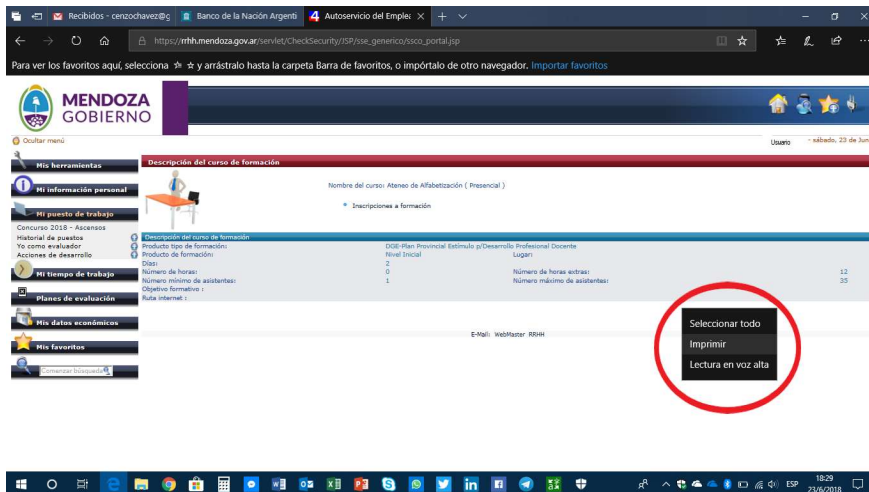 Recibidos - cenzochavez@g
Banco de la Nación Argenti
Autoservicio del Emplea
https://rrhh.mendoza.gov.ar/servlet/CheckSecurity/JSP/sse_generico/ssco_portal.jsp
Para ver los favoritos aquí, selecciona y arrástralo hasta la carpeta Barra de favoritos, o impórtalo de otro navegador. Importar favoritos
MENDOZA
GOBIERNO
Ocultar menú
Usuario - sábado, 23 de Jun
Mis herramientas
Mi información personal
Mi puesto de trabajo
Concurso 2018 - Ascensos
Historial de puestos
Yo como evaluador
Acciones de desarrollo
Mi tiempo de trabajo
Planes de evaluación
Mis datos económicos
Mis favoritos
Comenzar búsqueda
Descripción del curso de formación
Nombre del curso: Ateneo de Alfabetización ( Presencial )
Inscripciones a formación
Descripción del curso de formación
Producto tipo de formación: DGE-Plan Provincial Estímulo p/Desarrollo Profesional Docente
Producto de formación: Nivel Inicial Lugar:
Días: 2
Número de horas: 0 Número de horas extras: 12
Número mínimo de asistentes: 1 Número máximo de asistentes: 35
Objetivo formativo :
Ruta internet :
E-Mail: WebMaster RRHH
Seleccionar todo
Imprimir
Lectura en voz alta
ESP
18:29
23/6/2018